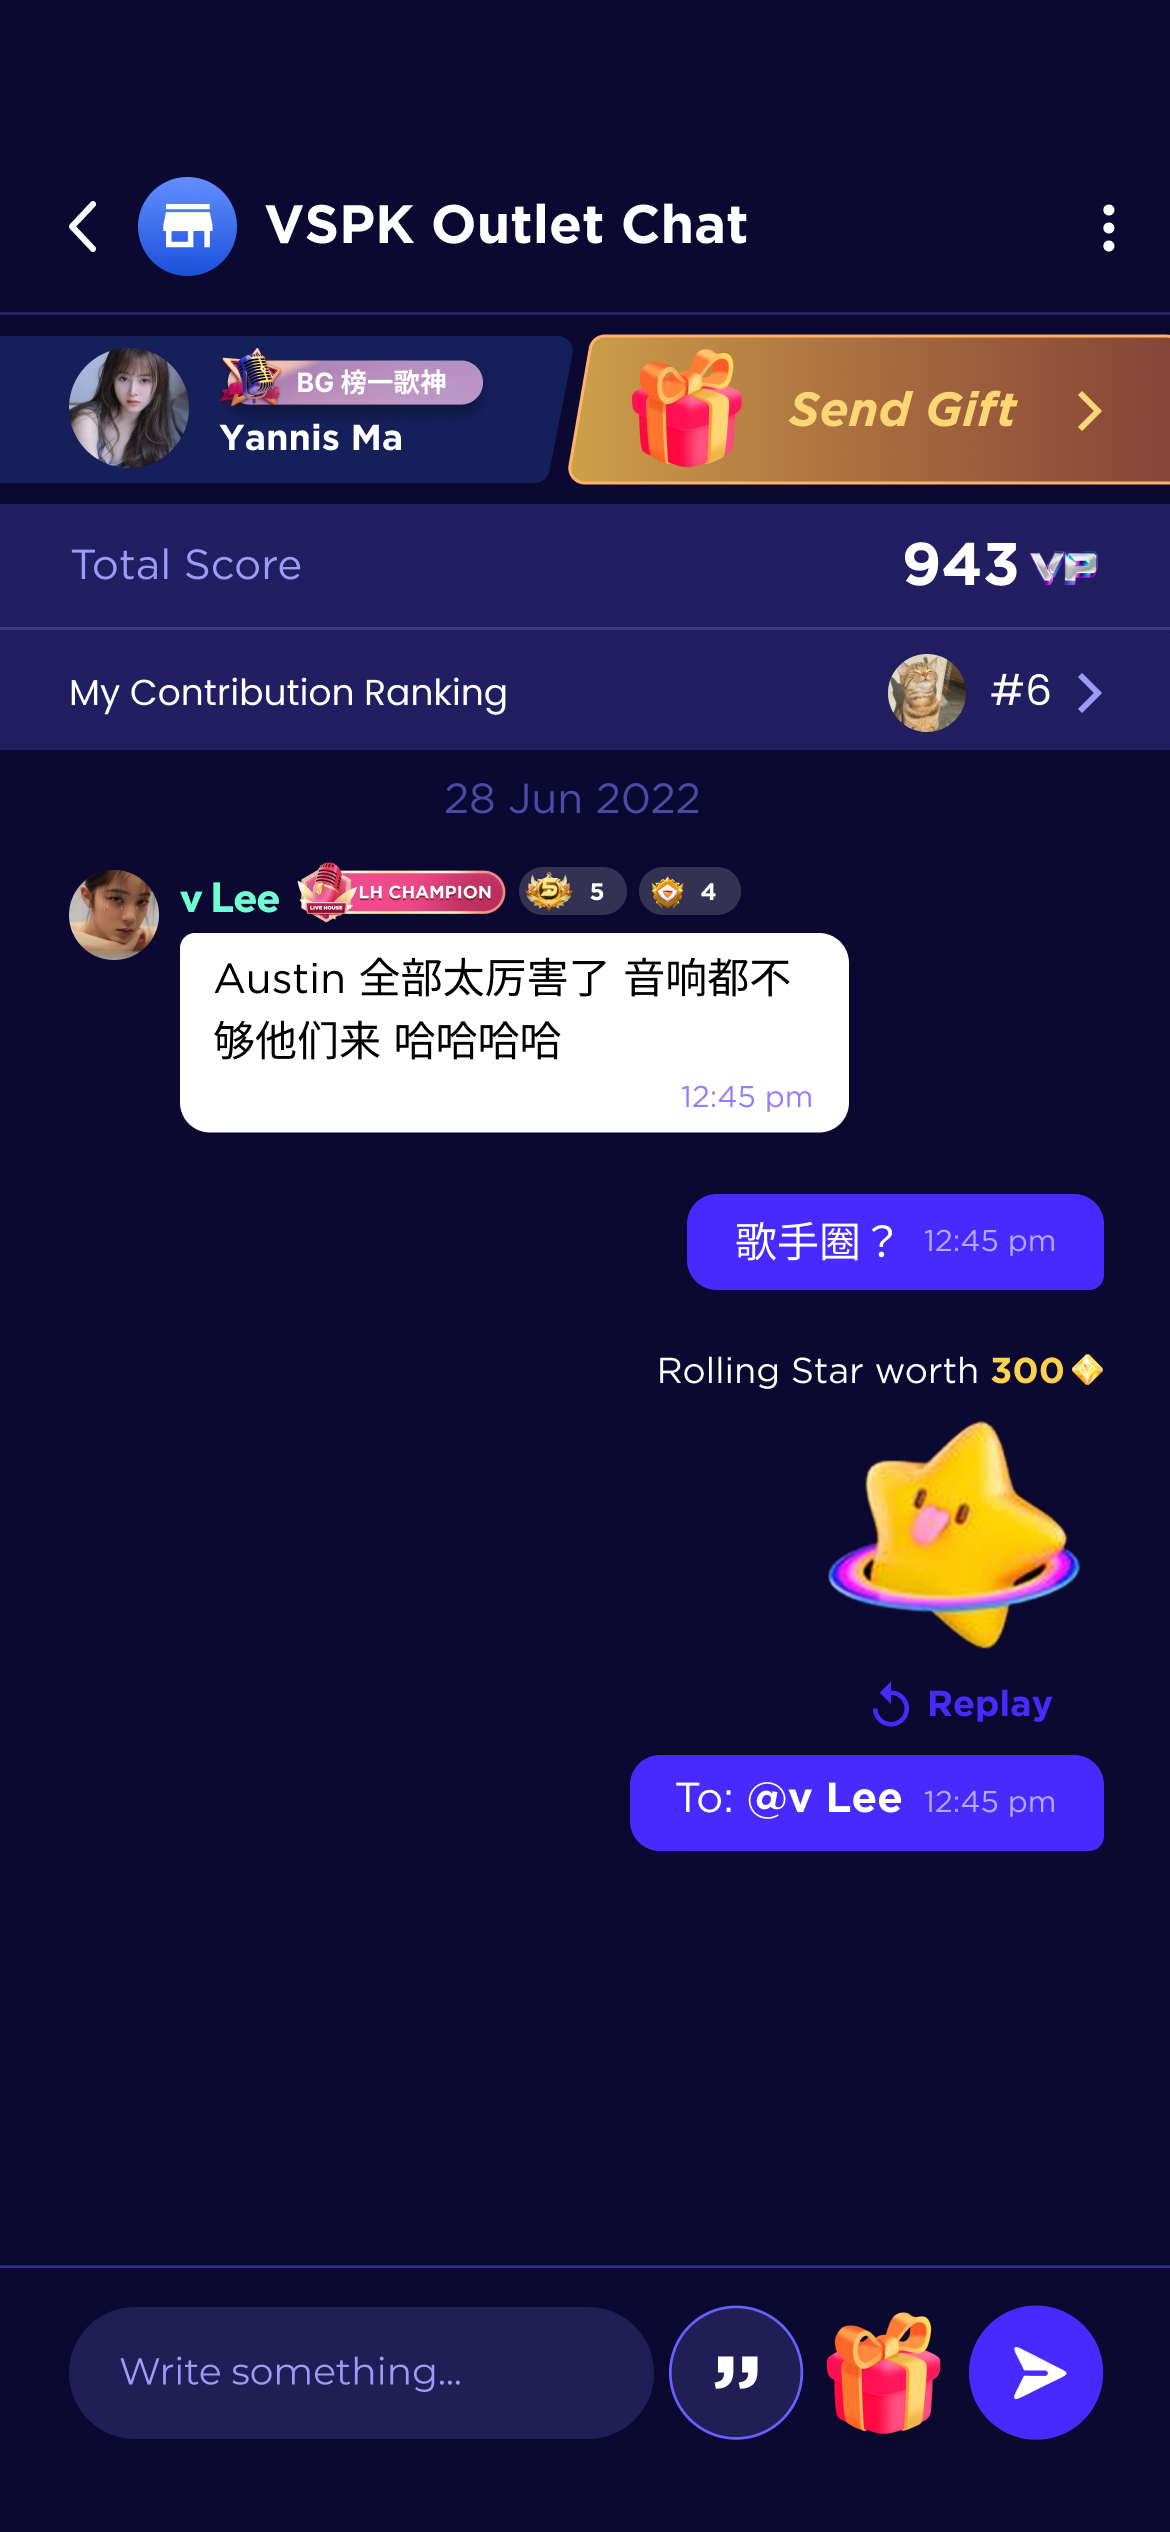 VSPK Outlet Chat
BG 榜一歌神
Yannis Ma
Send Gift
Total Score
943 VP
My Contribution Ranking
#6
28 Jun 2022
v Lee
LIVE HOUSE
LH CHAMPION
5
5
4
Austin 全部太厉害了 音响都不
够他们来 哈哈哈哈
12:45 pm
歌手圈？ 12:45 pm
Rolling Star worth 300
Replay
To: @v Lee 12:45 pm
Write something...